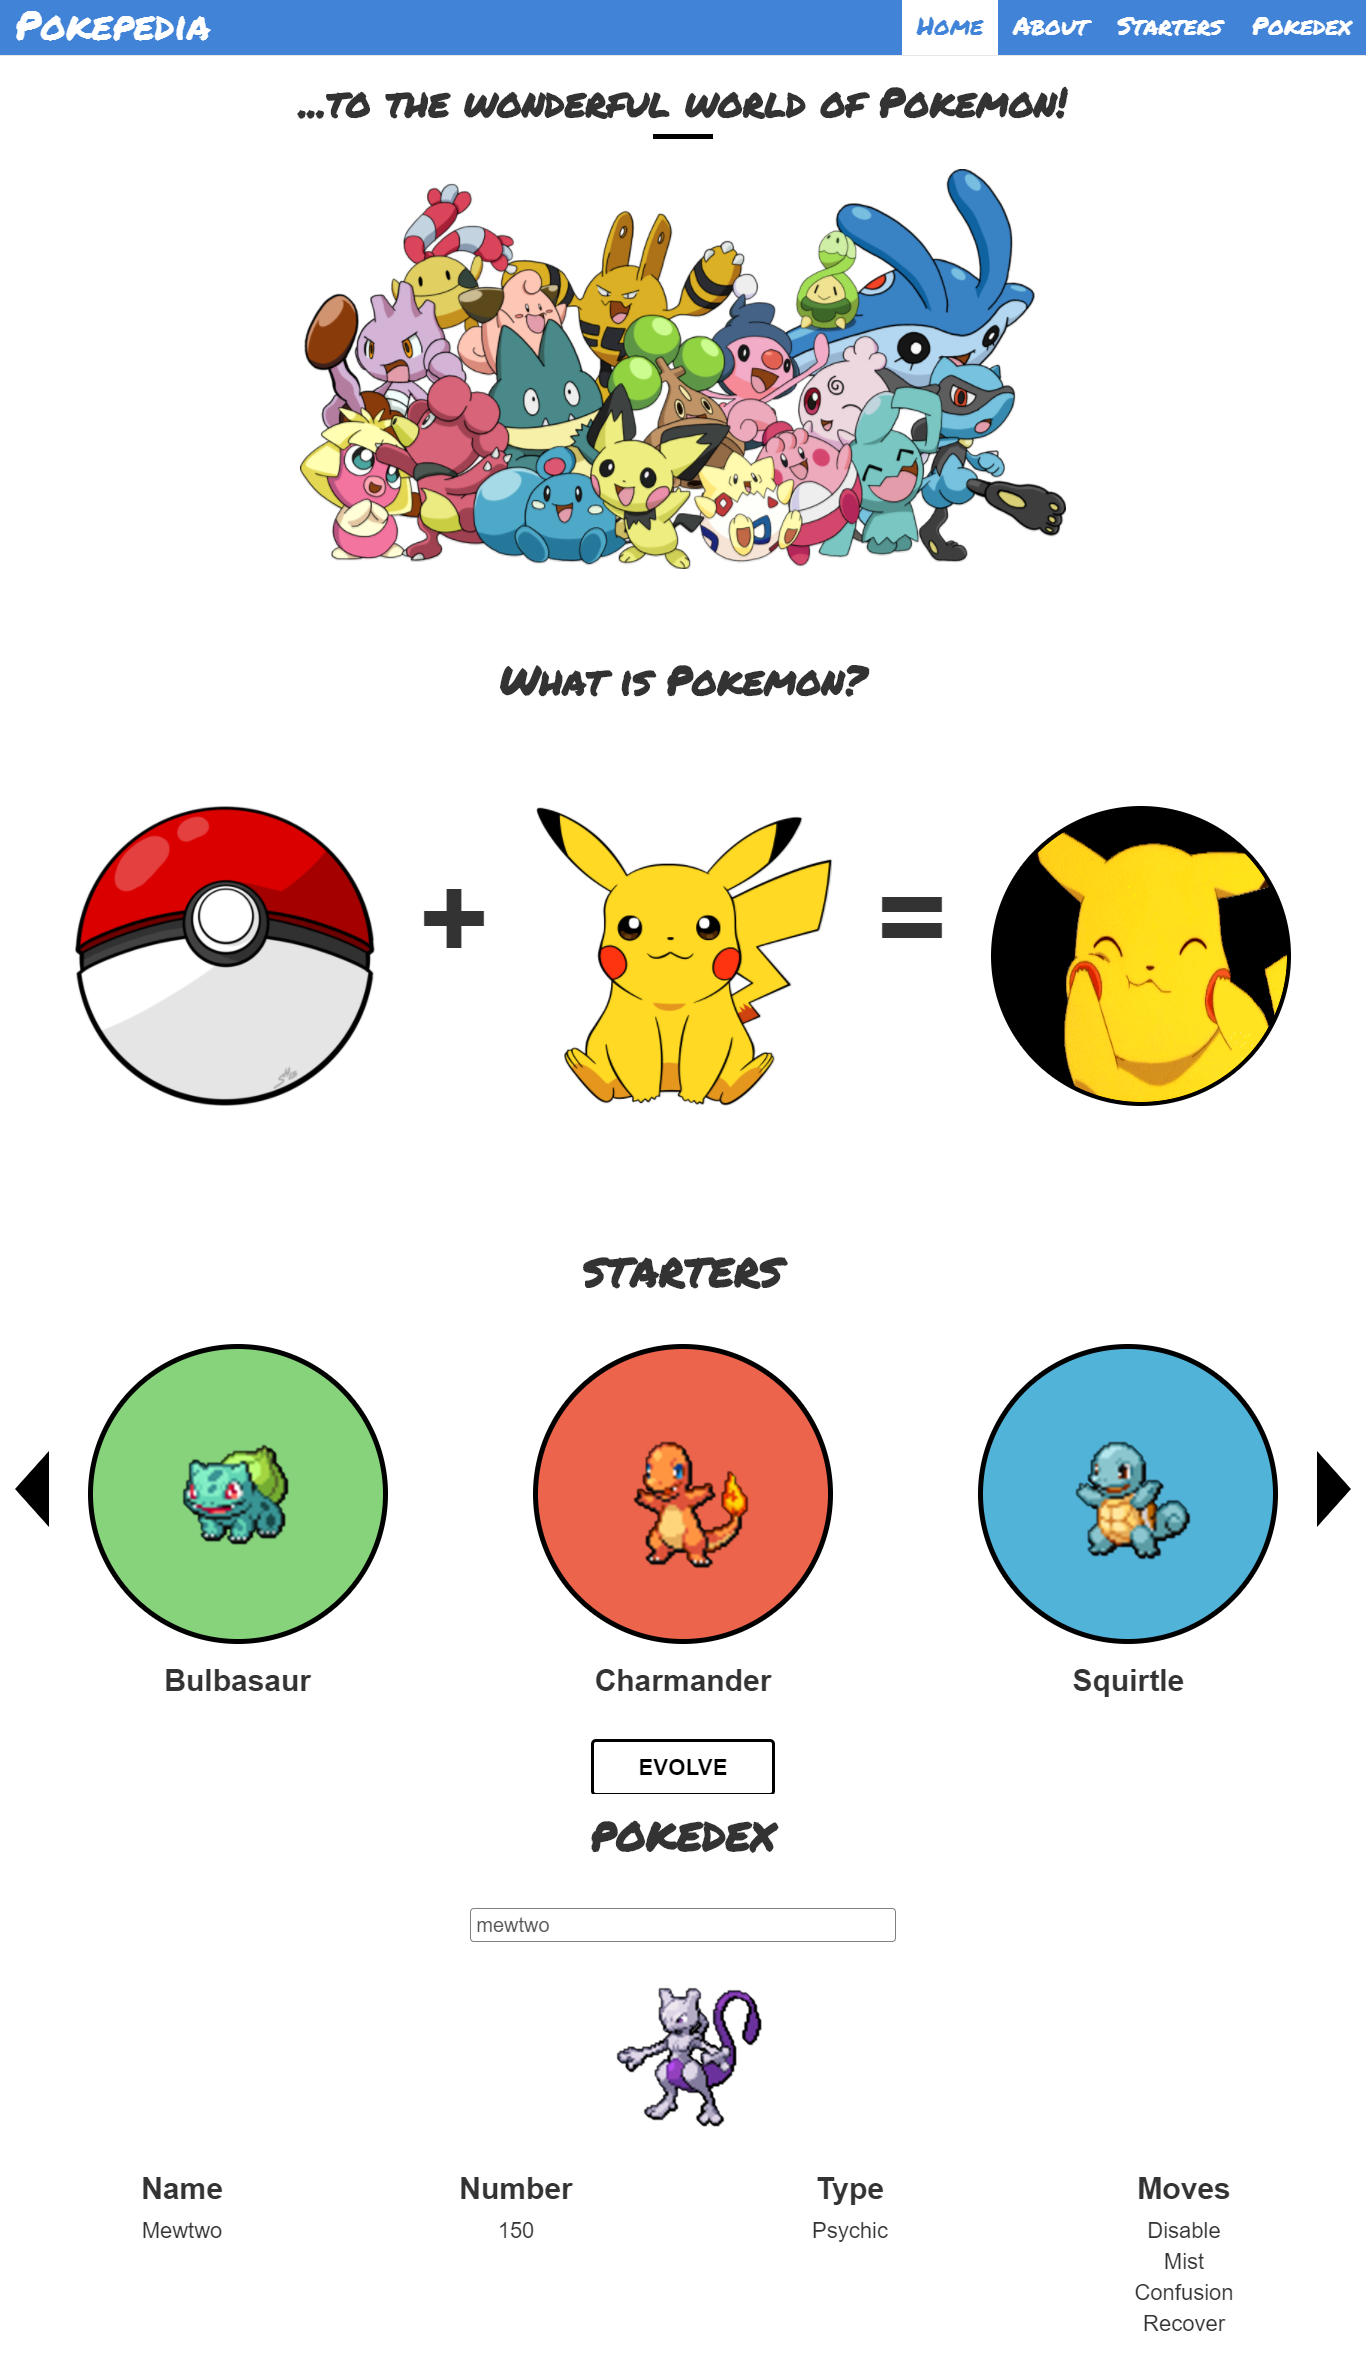 Pokepedia
Home About Starters Pokedex
...to the wonderful world of Pokemon!
What is Pokemon?
+ =
STARTERS
Bulbasaur Charmander Squirtle
EVOLVE
POKEDEX
mewtwo
Name Number Type Moves
Mewtwo 150 Psychic Disable
Mist
Confusion
Recover